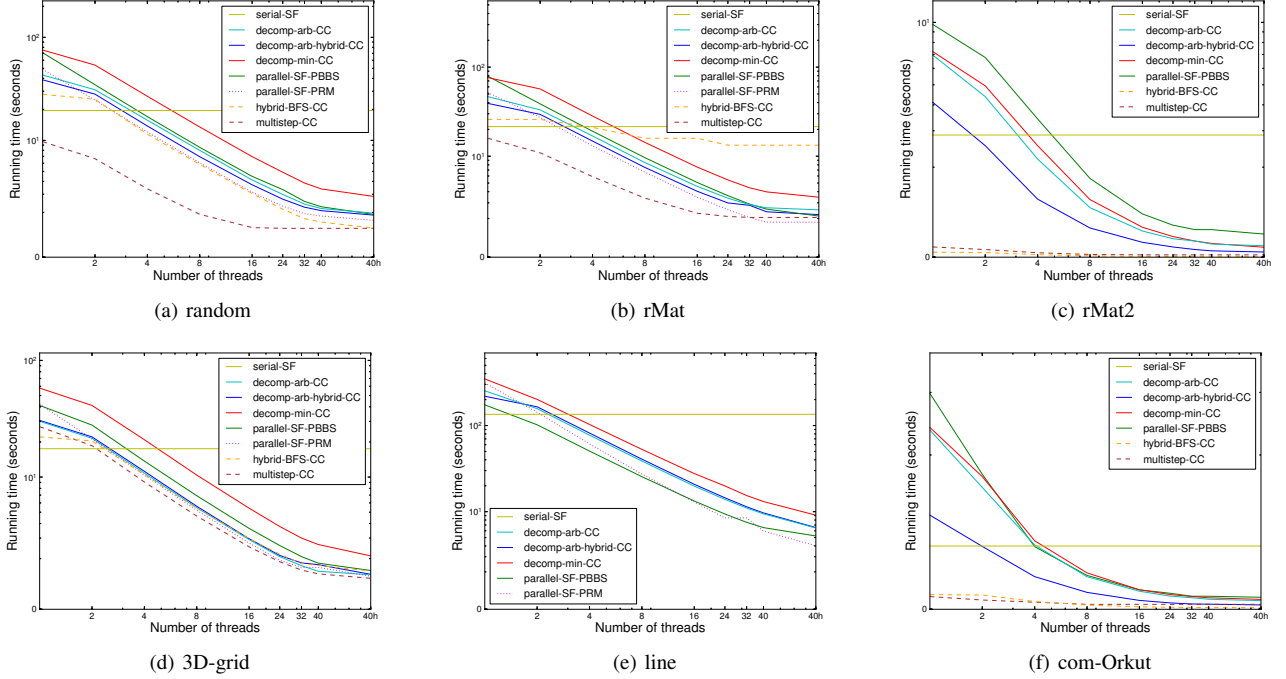 10²
10¹
0
Running time (seconds)
2
4
8
16
24
32
40
40h
Number of threads
serial-SF
decomp-arb-CC
decomp-arb-hybrid-CC
decomp-min-CC
parallel-SF-PBBS
parallel-SF-PRM
hybrid-BFS-CC
multistep-CC
(a) random
10²
10¹
0
Running time (seconds)
2
4
8
16
24
32
40
40h
Number of threads
serial-SF
decomp-arb-CC
decomp-arb-hybrid-CC
decomp-min-CC
parallel-SF-PBBS
parallel-SF-PRM
hybrid-BFS-CC
multistep-CC
(b) rMat
10¹
0
Running time (seconds)
2
4
8
16
24
32
40
40h
Number of threads
serial-SF
decomp-arb-CC
decomp-arb-hybrid-CC
decomp-min-CC
parallel-SF-PBBS
hybrid-BFS-CC
multistep-CC
(c) rMat2
10²
10¹
0
Running time (seconds)
2
4
8
16
24
32
40
40h
Number of threads
serial-SF
decomp-arb-CC
decomp-arb-hybrid-CC
decomp-min-CC
parallel-SF-PBBS
parallel-SF-PRM
hybrid-BFS-CC
multistep-CC
(d) 3D-grid
10²
10¹
0
Running time (seconds)
2
4
8
16
24
32
40
40h
Number of threads
serial-SF
decomp-arb-CC
decomp-arb-hybrid-CC
decomp-min-CC
parallel-SF-PBBS
parallel-SF-PRM
(e) line
0
Running time (seconds)
2
4
8
16
24
32
40
40h
Number of threads
serial-SF
decomp-arb-CC
decomp-arb-hybrid-CC
decomp-min-CC
parallel-SF-PBBS
hybrid-BFS-CC
multistep-CC
(f) com-Orkut